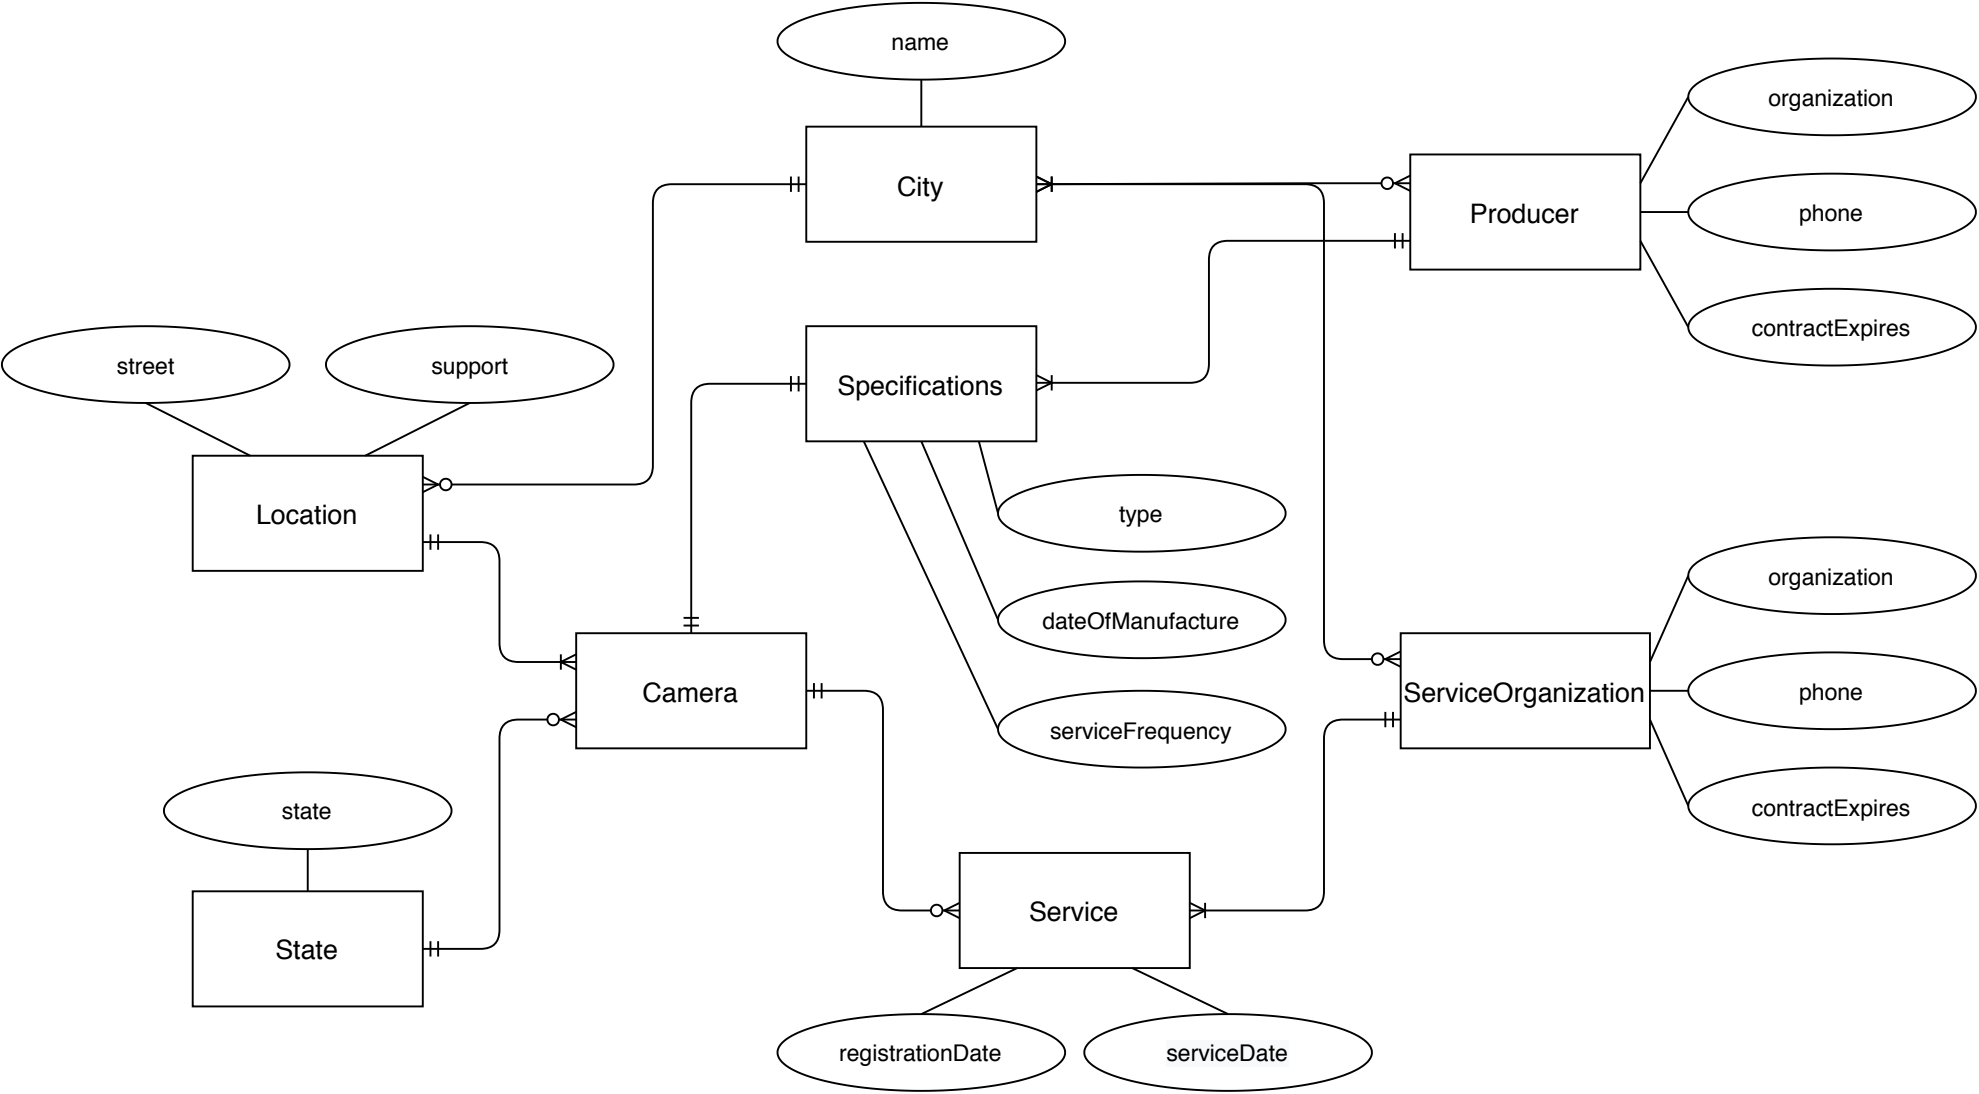 name
organization
City
Producer
phone
contractExpires
street
support
Specifications
Location
type
organization
dateOfManufacture
Camera
ServiceOrganization
phone
serviceFrequency
state
contractExpires
Service
State
registrationDate
serviceDate